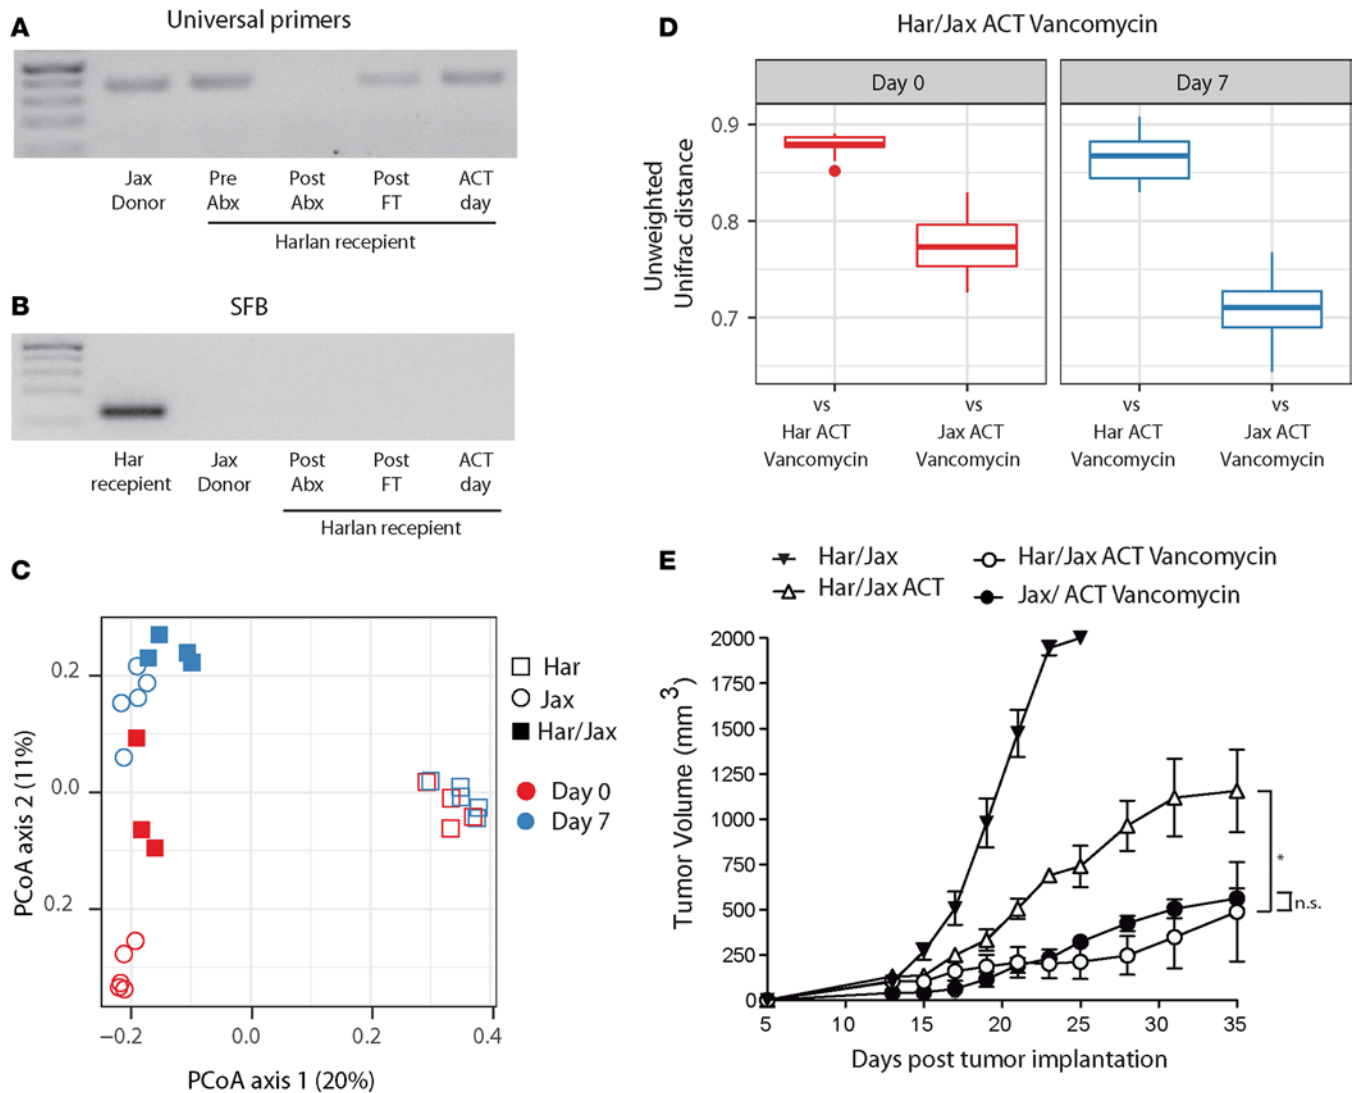 A
Universal primers
Jax
Donor
Pre
Abx
Post
Abx
Post
FT
ACT
day
Harlan recepient
B
SFB
Har
recepient
Jax
Donor
Post
Abx
Post
FT
ACT
day
Harlan recepient
C
0.2
0.0
0.2
−0.2
0.0
0.2
0.4
PCoA axis 2 (11%)
PCoA axis 1 (20%)
Har
Jax
Har/Jax
Day 0
Day 7
D
Har/Jax ACT Vancomycin
Day 0
Day 7
0.9
0.8
0.7
Unweighted
Unifrac distance
vs
Har ACT
Vancomycin
vs
Jax ACT
Vancomycin
vs
Har ACT
Vancomycin
vs
Jax ACT
Vancomycin
E
Har/Jax
Har/Jax ACT
Har/Jax ACT Vancomycin
Jax/ ACT Vancomycin
2000
1750
1500
1250
1000
750
500
250
0
Tumor Volume (mm3)
5
10
15
20
25
30
35
Days post tumor implantation
*
n.s.